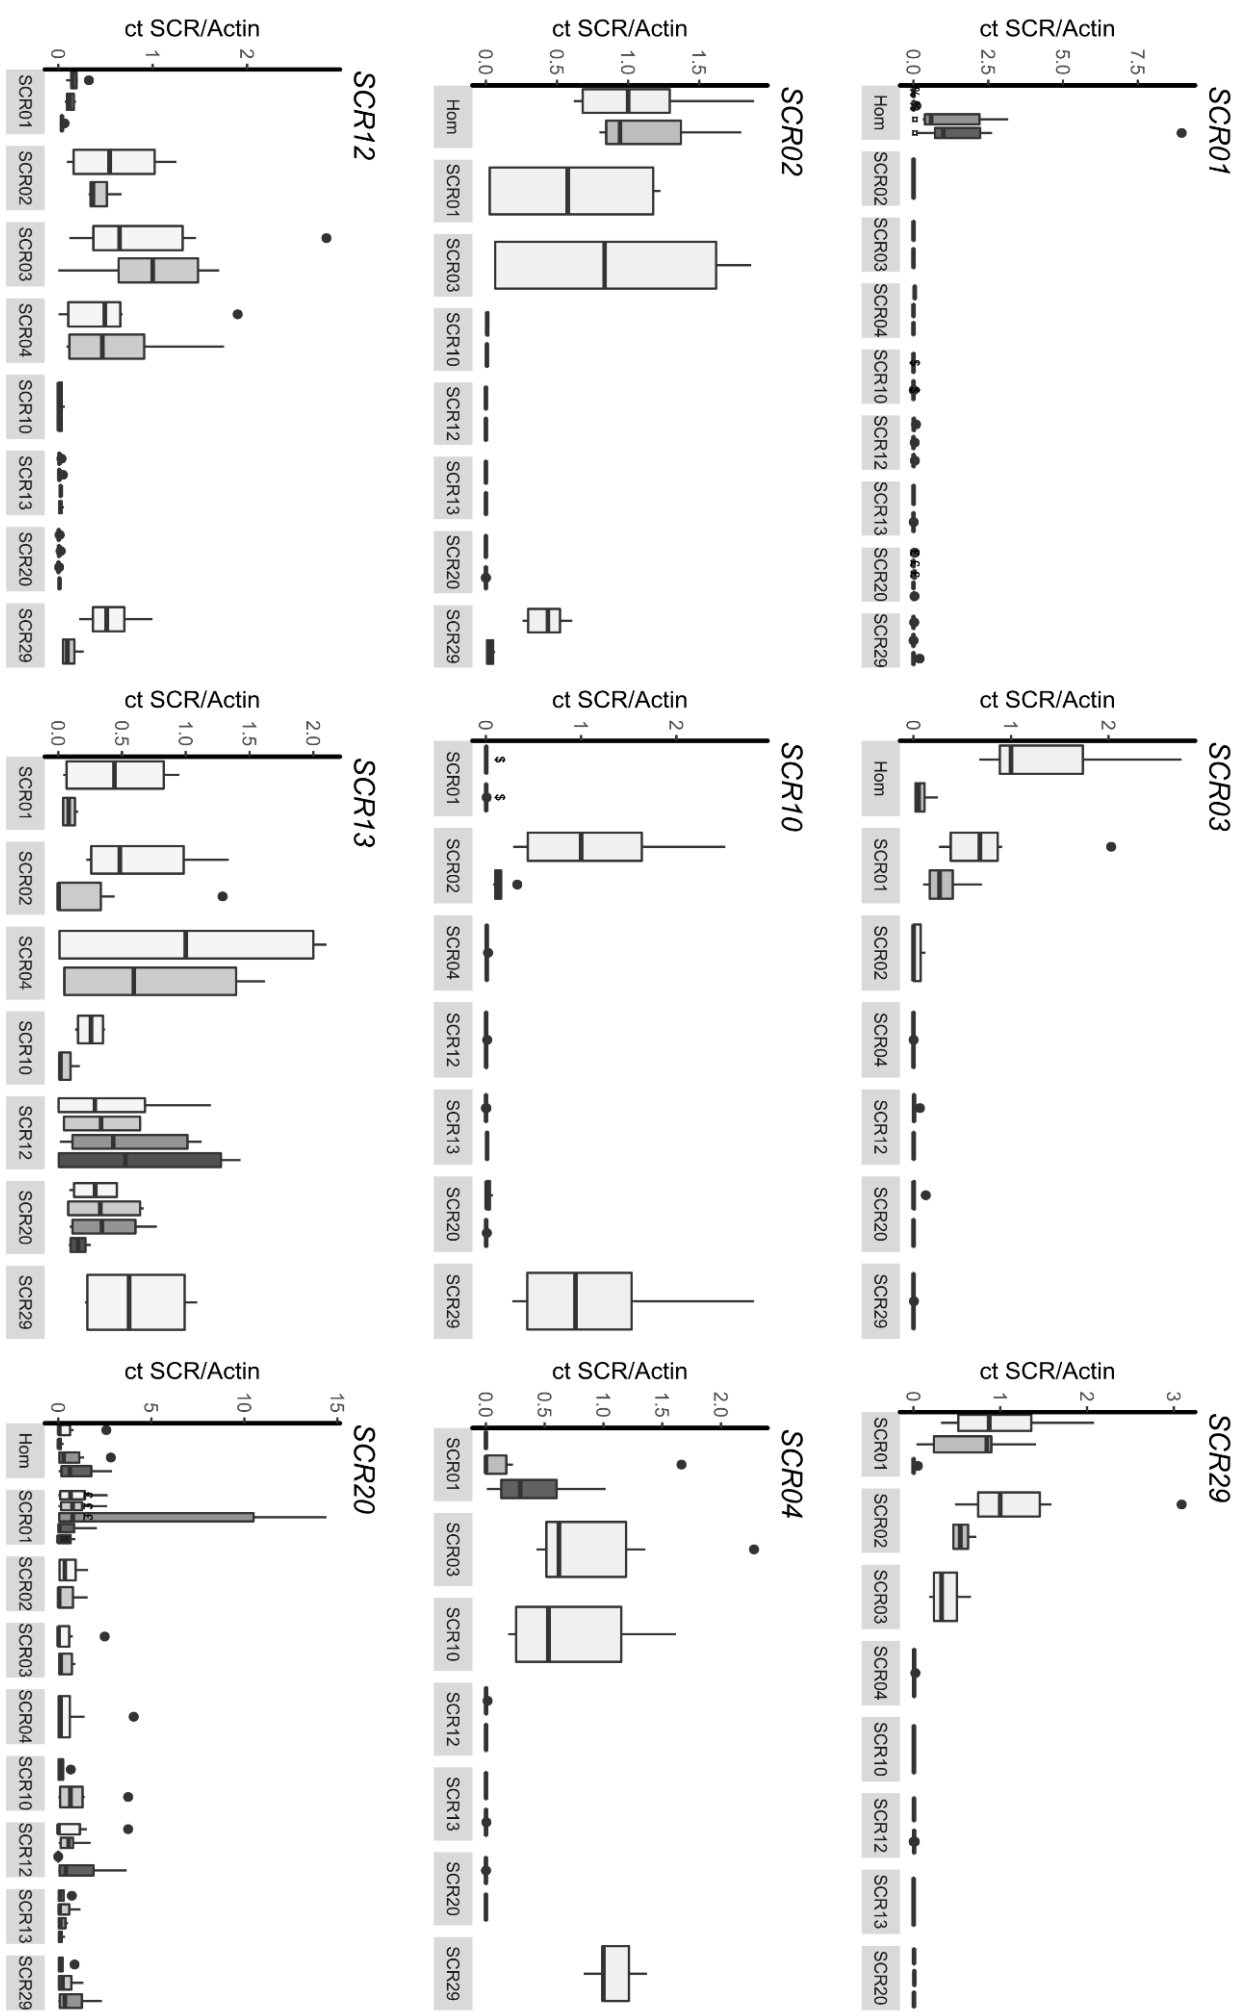 SCR01
ct SCR/Actin
7.5
5.0
2.5
0.0
Hom SCR02 SCR03 SCR04 SCR10 SCR12 SCR13 SCR20 SCR29
SCR03
ct SCR/Actin
2
1
0
Hom SCR01 SCR02 SCR04 SCR12 SCR20 SCR29
SCR29
ct SCR/Actin
3
2
1
0
SCR01 SCR02 SCR03 SCR04 SCR10 SCR12 SCR13 SCR20
SCR02
ct SCR/Actin
1.5
1.0
0.5
0.0
Hom SCR01 SCR03 SCR10 SCR12 SCR13 SCR20 SCR29
SCR10
ct SCR/Actin
2
1
0
$ $
SCR01 SCR02 SCR04 SCR12 SCR13 SCR20 SCR29
SCR04
ct SCR/Actin
2.0
1.5
1.0
0.5
0.0
SCR01 SCR03 SCR10 SCR12 SCR13 SCR20 SCR29
SCR12
ct SCR/Actin
2
1
0
SCR01 SCR02 SCR03 SCR04 SCR10 SCR13 SCR20 SCR29
SCR13
ct SCR/Actin
2.0
1.5
1.0
0.5
0.0
SCR01 SCR02 SCR04 SCR10 SCR12 SCR20 SCR29
SCR20
ct SCR/Actin
15
10
5
0
Hom SCR01 SCR02 SCR03 SCR04 SCR10 SCR12 SCR13 SCR29